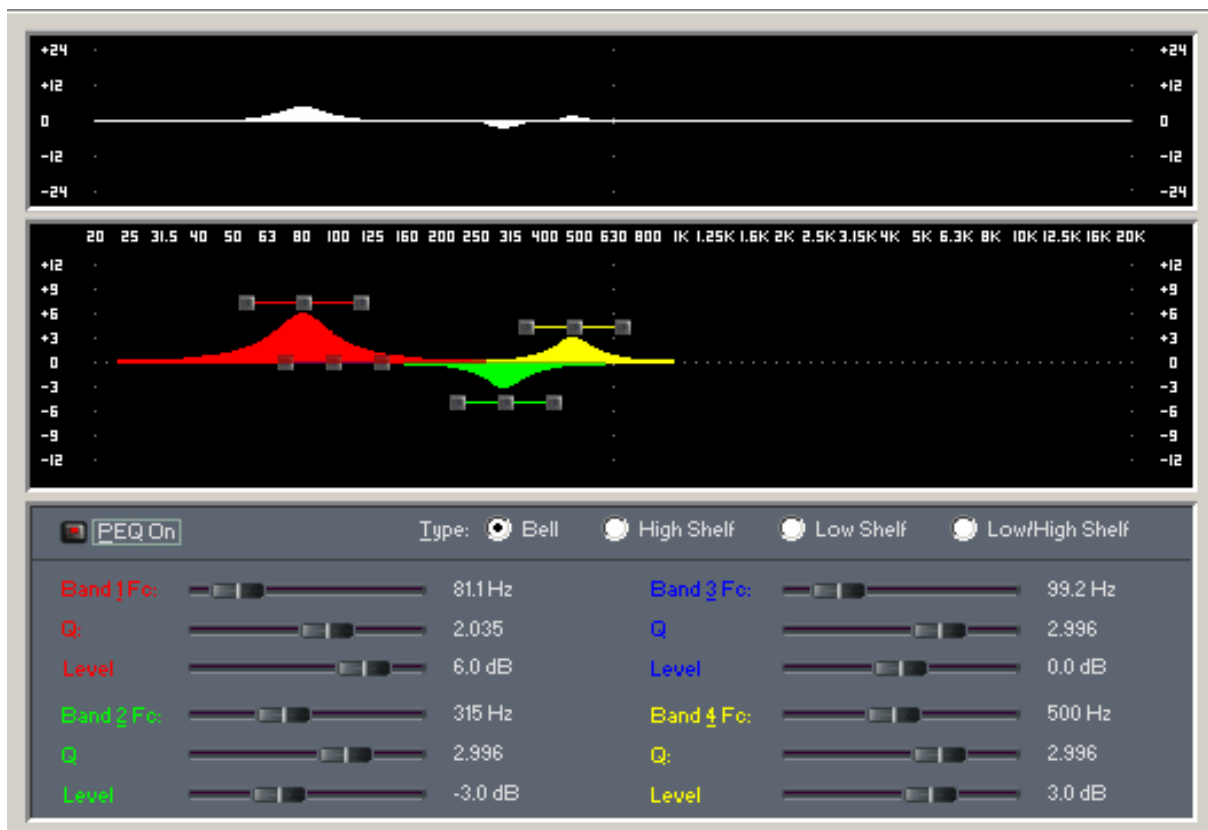 +24 +24
+12 +12
0 0
-12 -12
-24 -24
20 25 31.5 40 50 63 80 100 125 160 200 250 315 400 500 630 800 1K 1.25K 1.6K 2K 2.5K 3.15K 4K 5K 6.3K 8K 10K 12.5K 16K 20K
+12 +12
+9 +9
+6 +6
+3 +3
0 0
-3 -3
-6 -6
-9 -9
-12 -12
PEQ On Type: Bell High Shelf Low Shelf Low/High Shelf
Band 1 Fc: 81.1 Hz Band 3 Fc: 99.2 Hz
Q: 2.035 Q 2.996
Level 6.0 dB Level 0.0 dB
Band 2 Fc: 315 Hz Band 4 Fc: 500 Hz
Q 2.996 Q: 2.996
Level -3.0 dB Level 3.0 dB